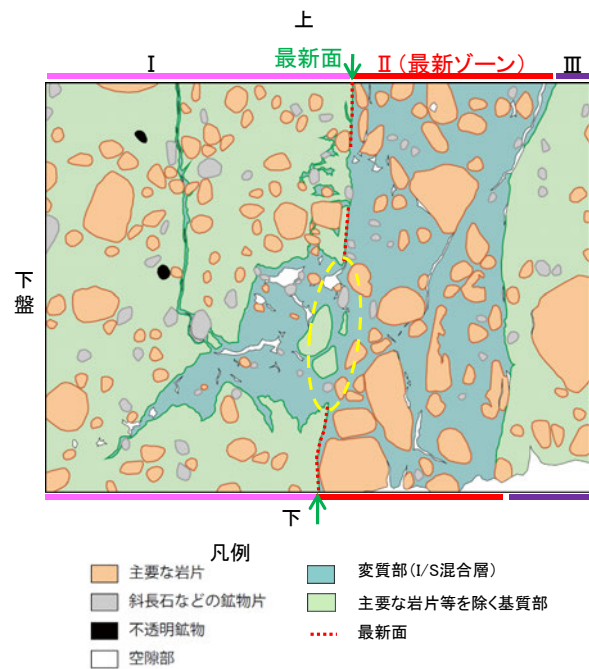 上
最新面
I
II(最新ゾーン)
III
下盤
下
凡例
主要な岩片
斜長石などの鉱物片
不透明鉱物
空隙部
変質部(I/S混合層)
主要な岩片等を除く基質部
最新面